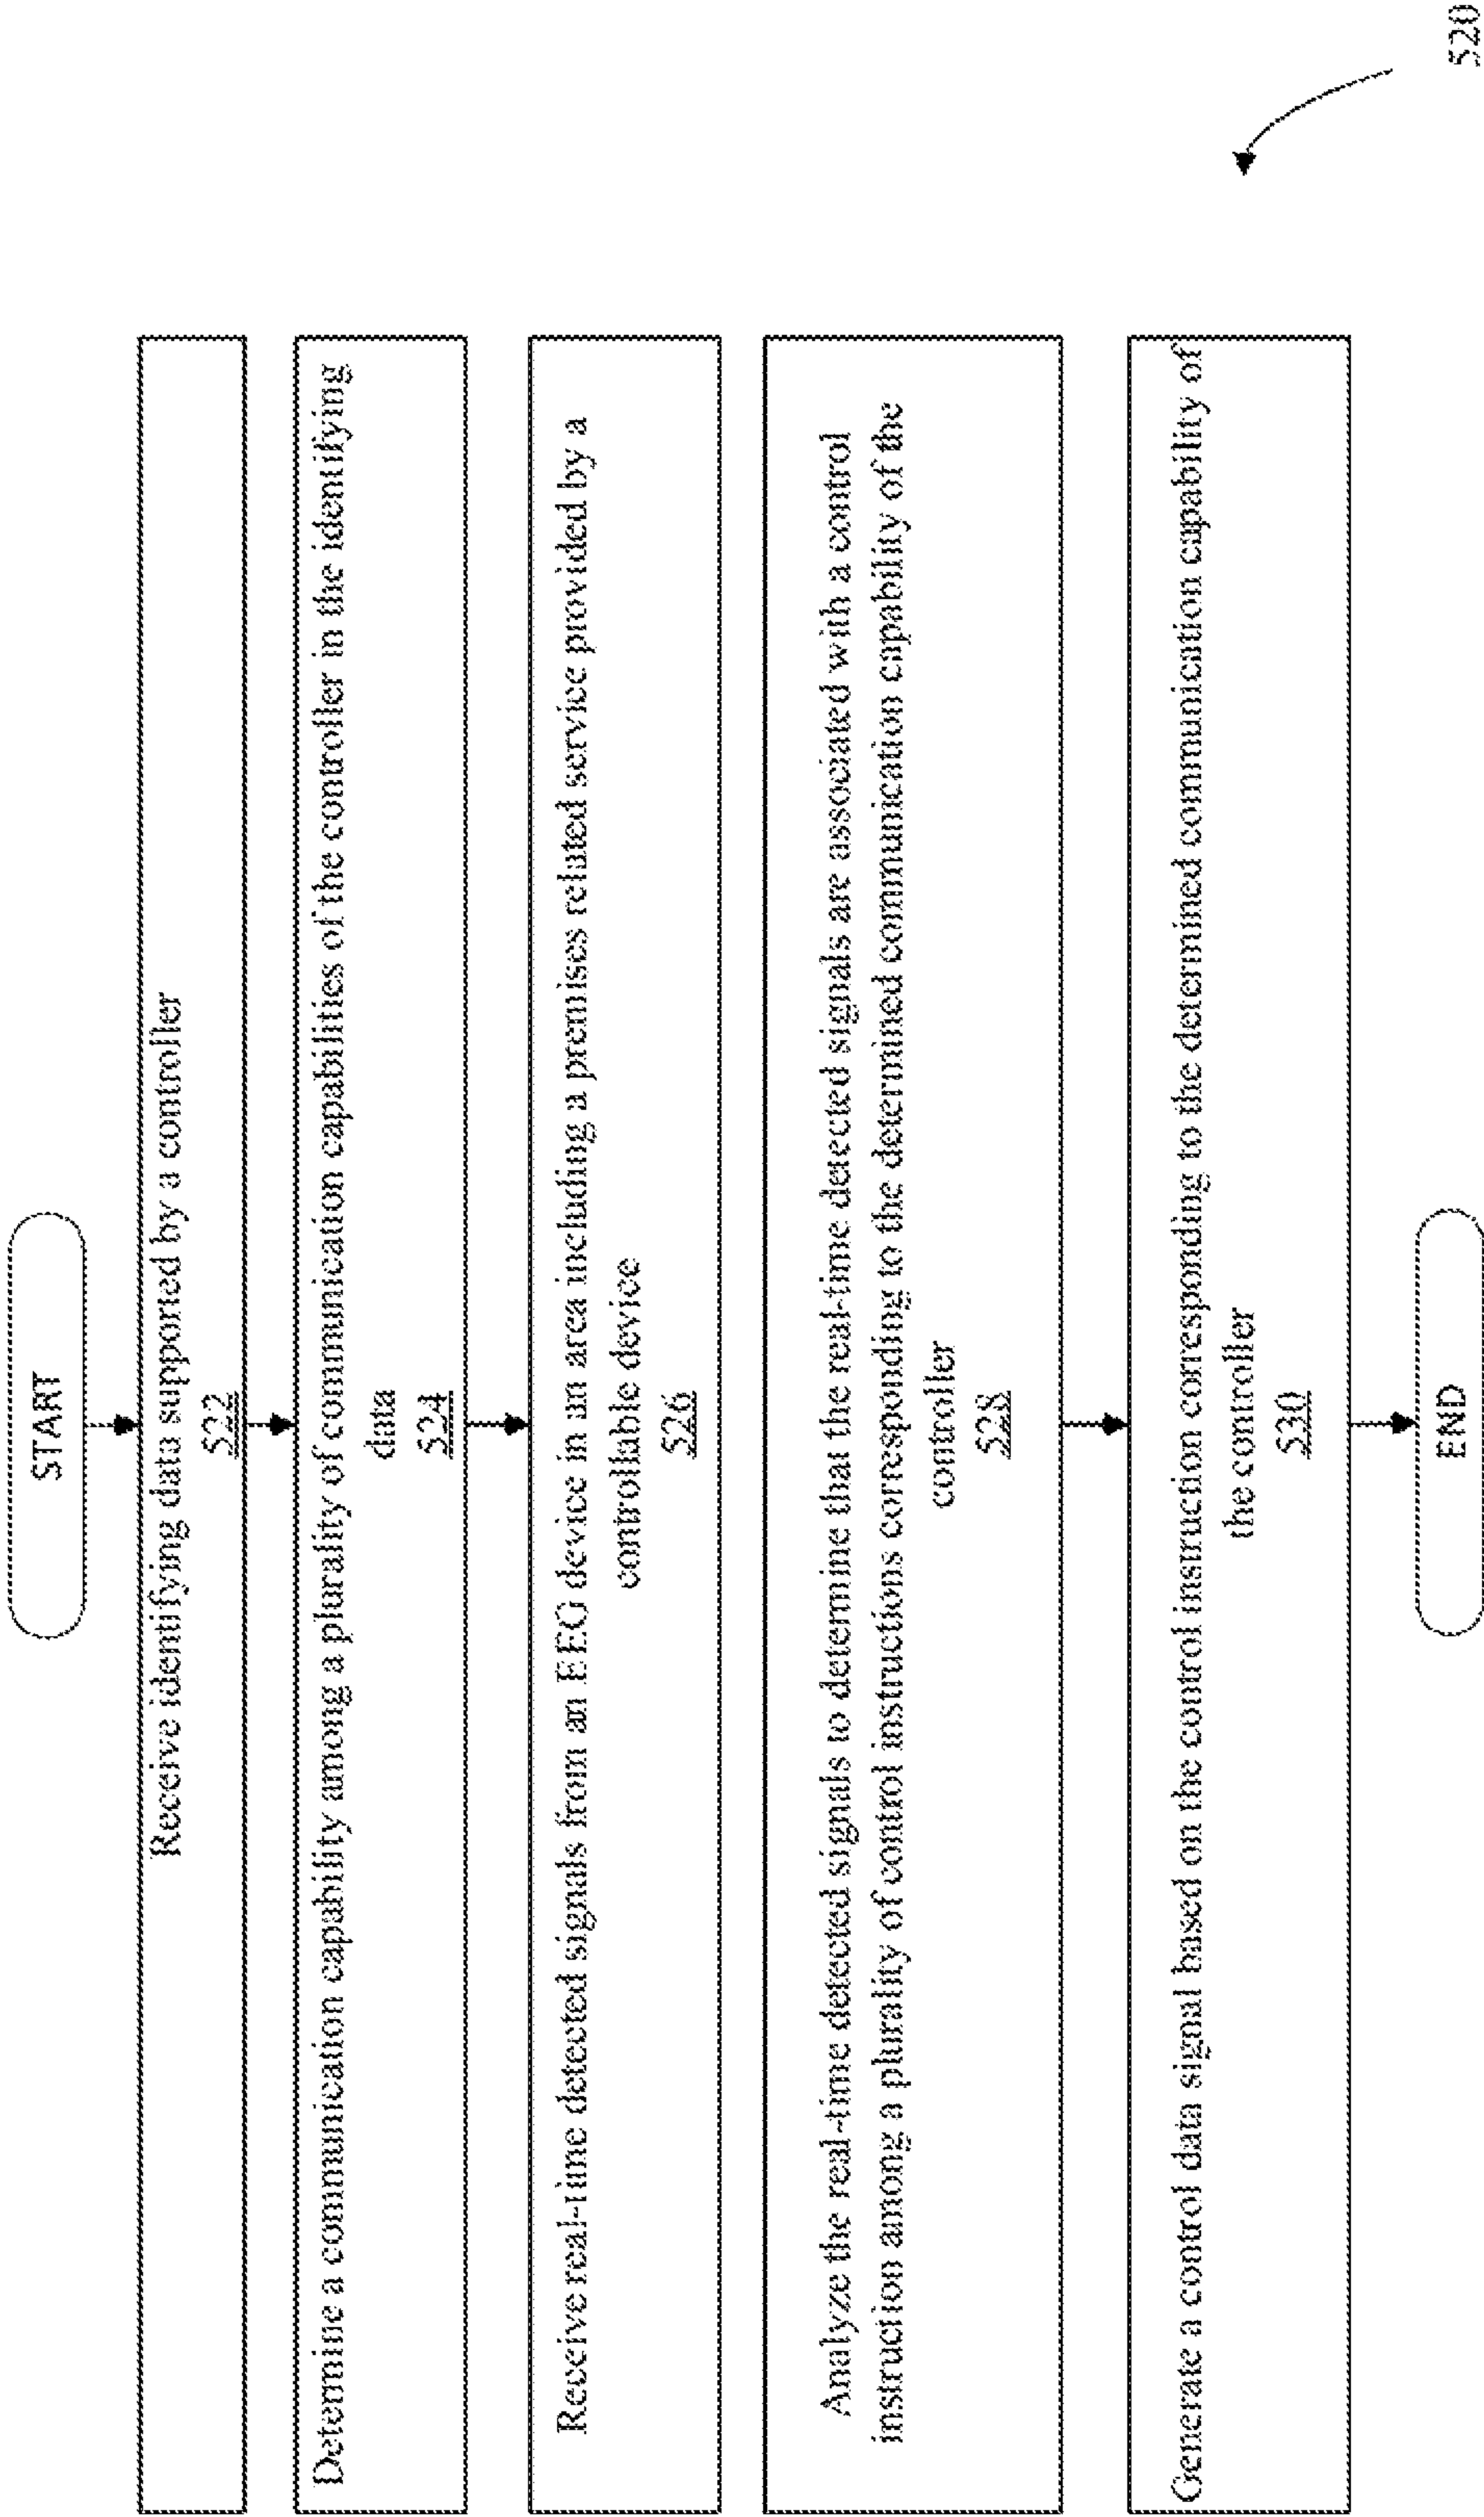 START
Receive identifying data supported by a controller
522
Determine a communication capability among a plurality of communication capabilities of the controller in the identifying
data
524
Receive real-time detected signals from an EEG device in an area including a premises related service provided by a
controllable device
526
Analyze the real-time detected signals to determine that the real-time detected signals are associated with a control
instruction among a plurality of control instructions corresponding to the determined communication capability of the
controller
528
Generate a control data signal based on the control instruction corresponding to the determined communication capability of
the controller
530
END
520